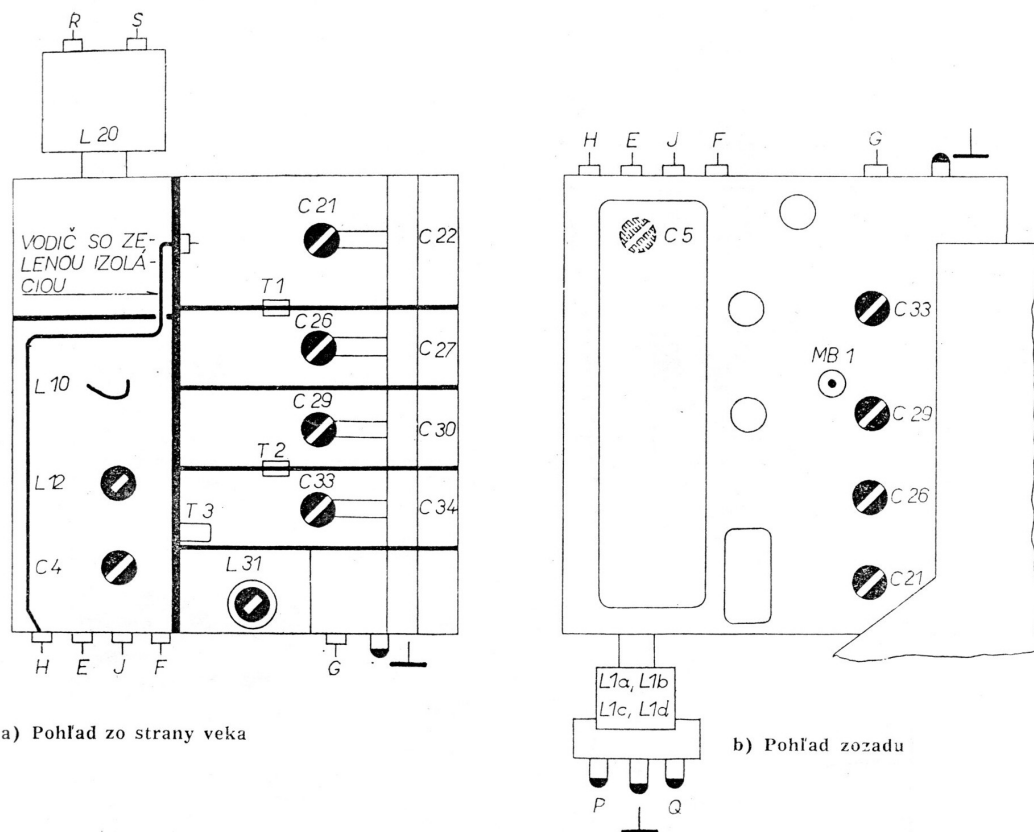 R S
L 20
VODIČ SO ZE-
LENOU IZOLÁ-
CIOU
C 21
C 22
T 1
C 26
C 27
L 10
C 29
C 30
L 12
T 2
C 33
C 34
T 3
C 4
L 31
H E J F G
a) Pohľad zo strany veka
H E J F G
C 5
C 33
MB 1
C 29
C 26
C 21
L1a, L1b
L1c, L1d
P Q
b) Pohľad zozadu